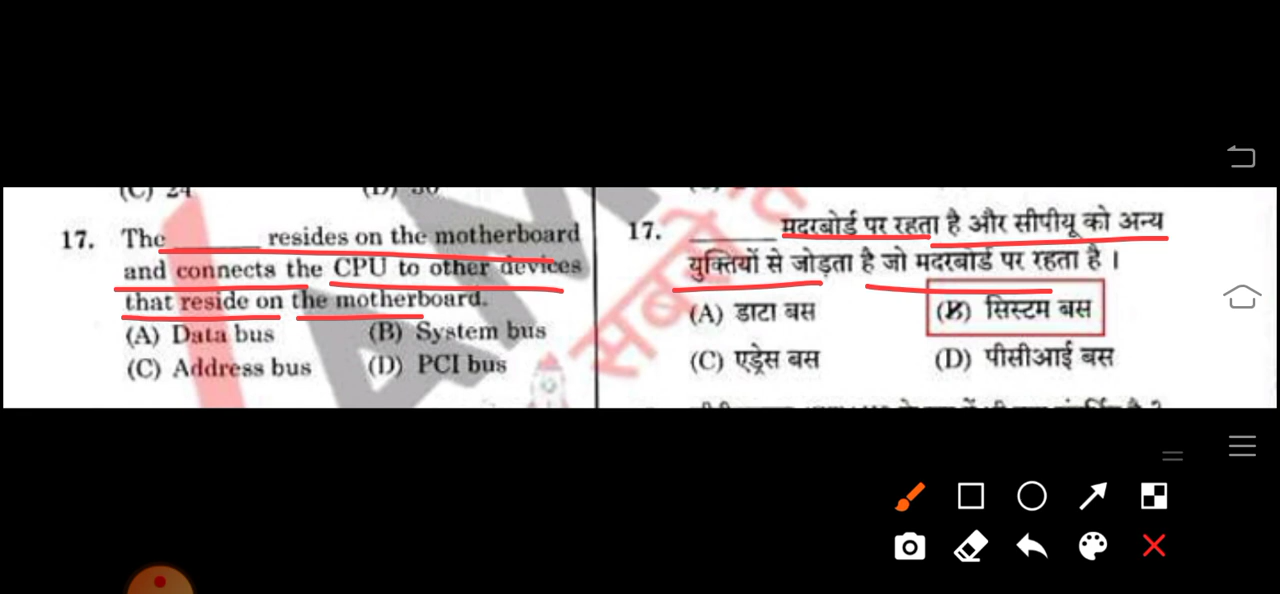 (C) 24 (D) 30
17. The ______ resides on the motherboard
and connects the CPU to other devices
that reside on the motherboard.
(A) Data bus (B) System bus
(C) Address bus (D) PCI bus
17. ______ मदरबोर्ड पर रहता है और सीपीयू को अन्य
युक्तियों से जोड़ता है जो मदरबोर्ड पर रहता है ।
(A) डाटा बस (B) सिस्टम बस
(C) एड्रेस बस (D) पीसीआई बस